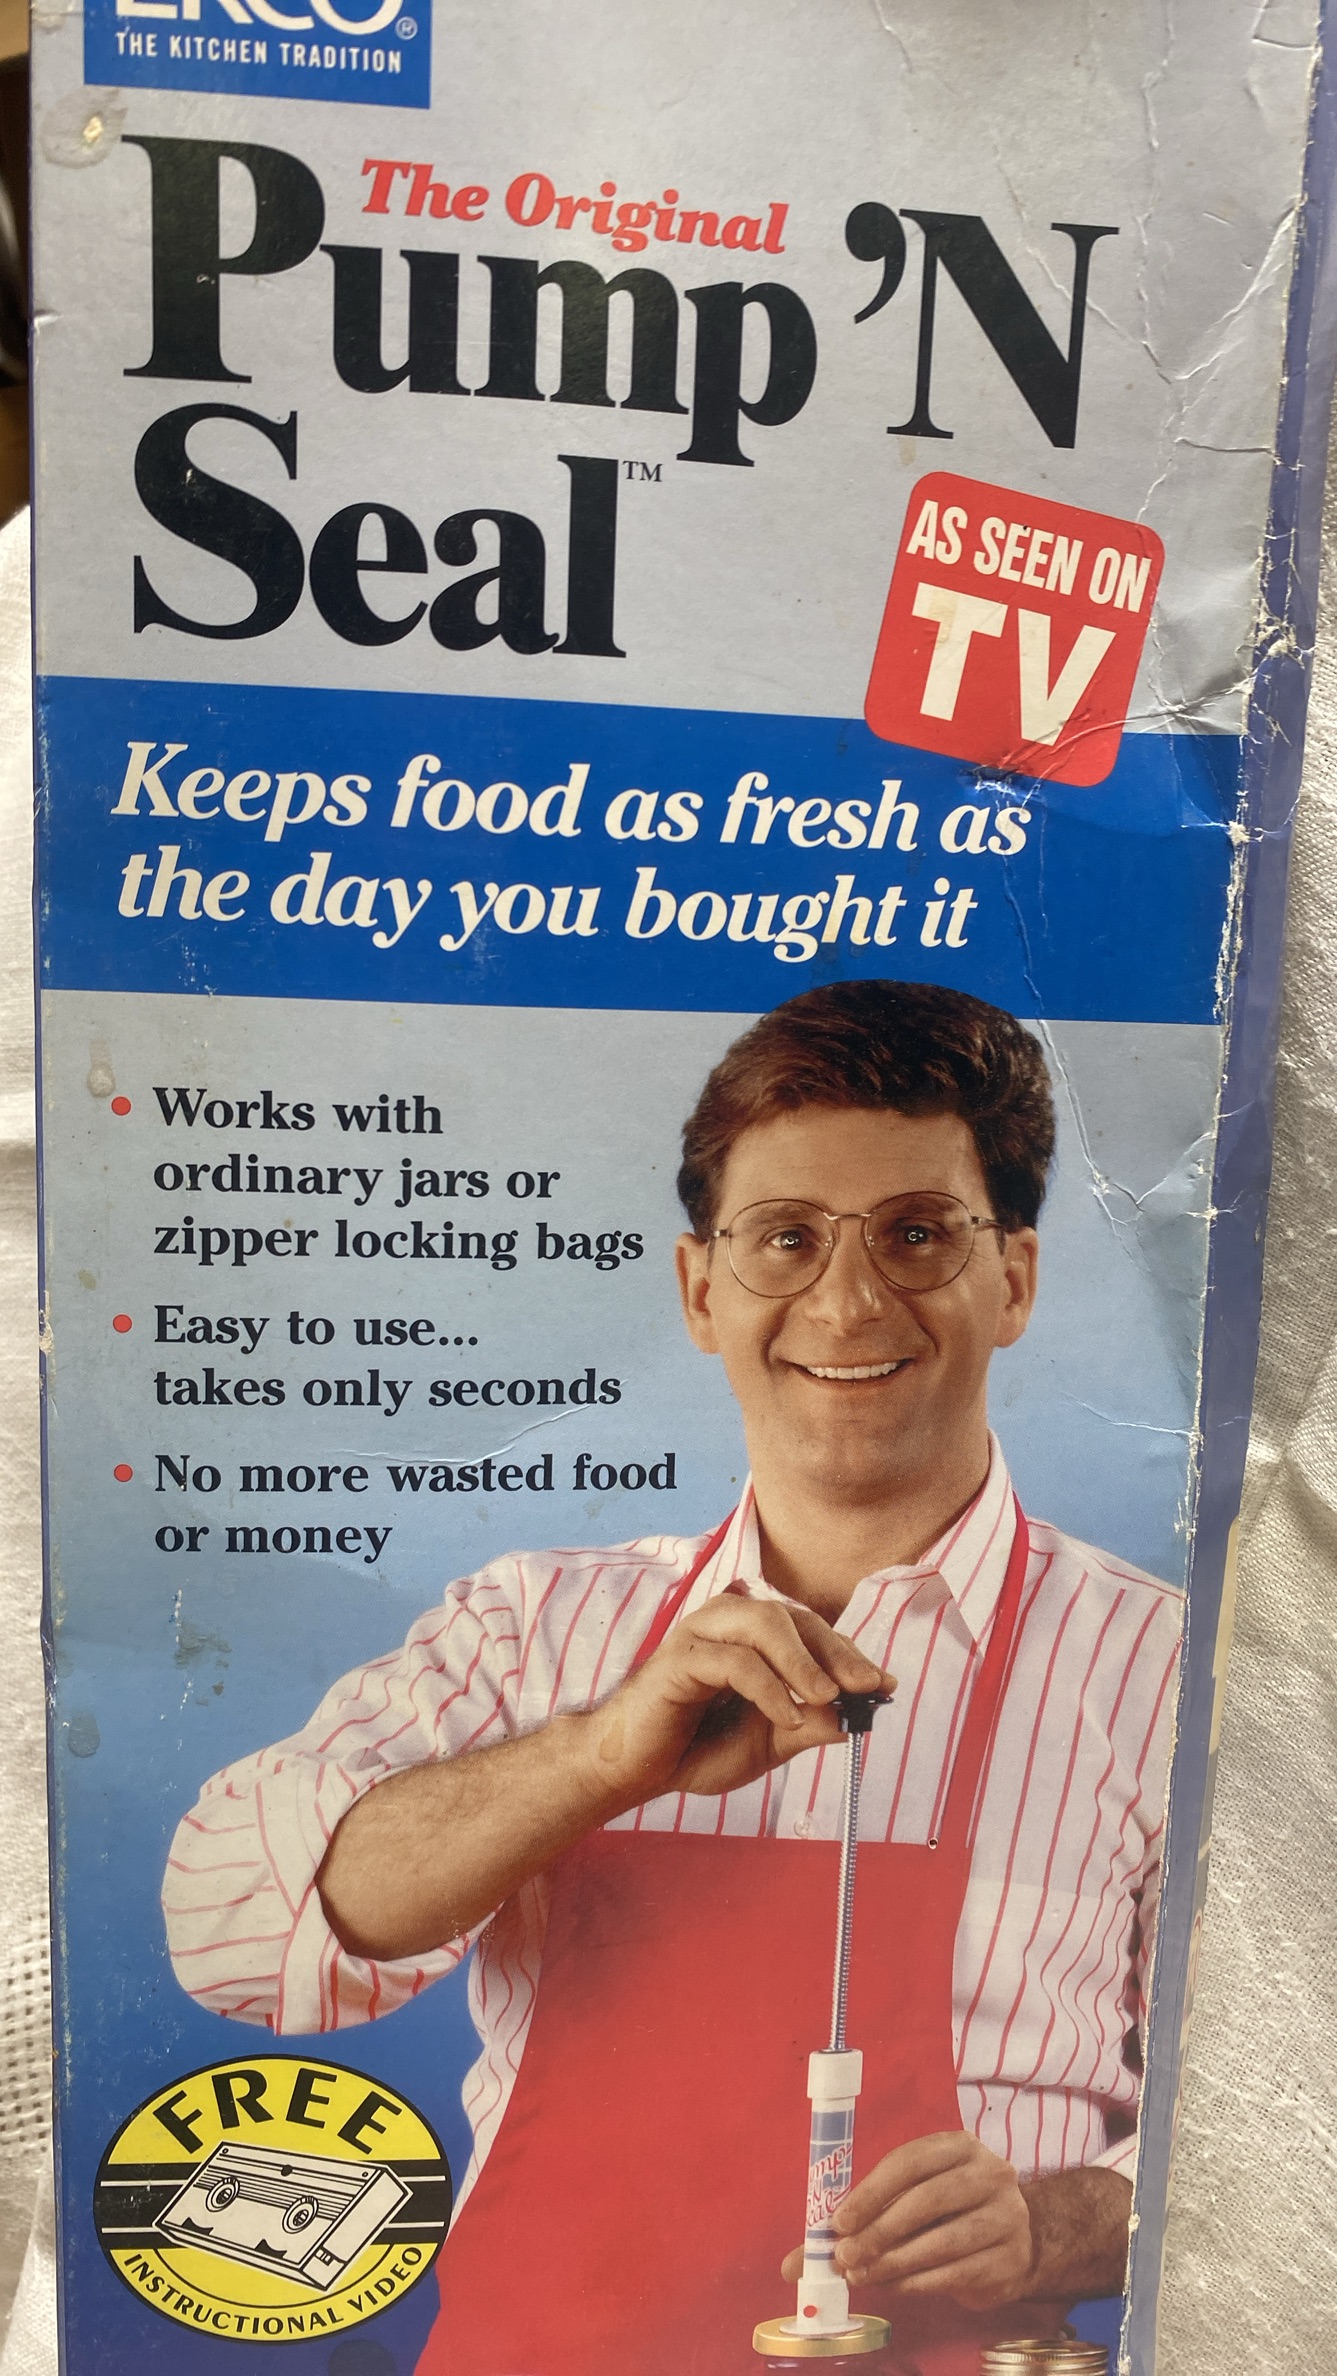 THE KITCHEN TRADITION
The Original
Pump 'N
Seal™
AS SEEN ON
TV
Keeps food as fresh as
the day you bought it
• Works with
ordinary jars or
zipper locking bags
• Easy to use...
takes only seconds
• No more wasted food
or money
FREE
INSTRUCTIONAL VIDEO